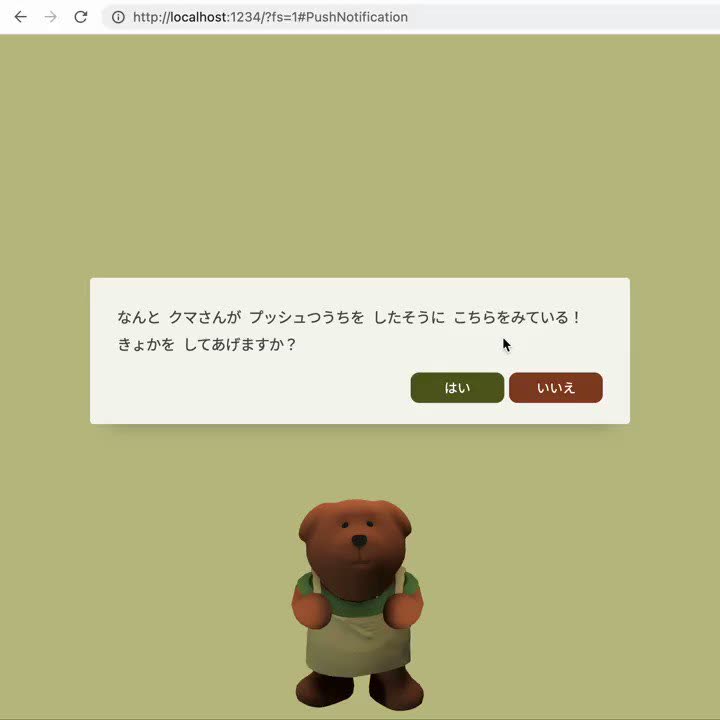 http://localhost:1234/?fs=1#PushNotification
なんと クマさんが プッシュつうちを したそうに こちらをみている！
きょかを してあげますか？
はい
いいえ